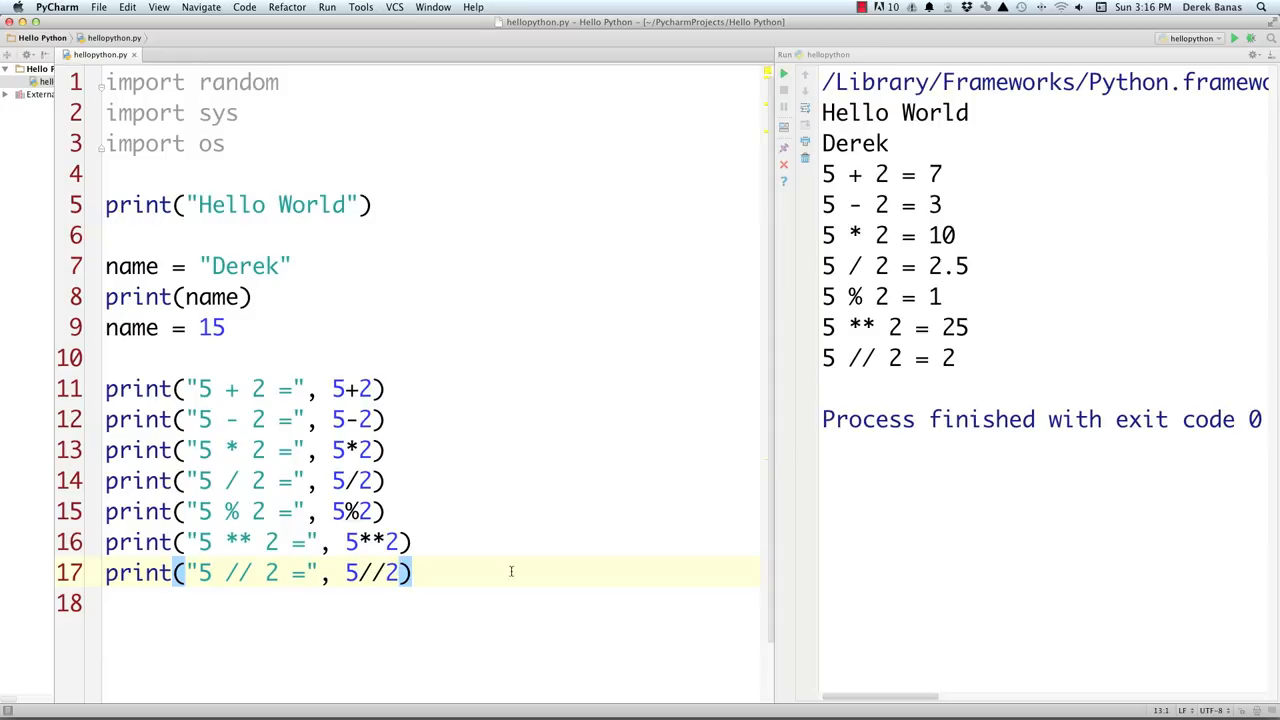 PyCharm File Edit View Navigate Code Refactor Run Tools VCS Window Help 10 Sun 3:16 PM Derek Banas
hellopython.py – Hello Python – [~/PycharmProjects/Hello Python]
Hello Python hellopython.py hellopython
hellopython.py × Run hellopython
Hello P
hell
Extern
1 import random
2 import sys
3 import os
4
5 print("Hello World")
6
7 name = "Derek"
8 print(name)
9 name = 15
10
11 print("5 + 2 =", 5+2)
12 print("5 - 2 =", 5-2)
13 print("5 * 2 =", 5*2)
14 print("5 / 2 =", 5/2)
15 print("5 % 2 =", 5%2)
16 print("5 ** 2 =", 5**2)
17 print("5 // 2 =", 5//2)
18
/Library/Frameworks/Python.framewo
Hello World
Derek
5 + 2 = 7
5 - 2 = 3
5 * 2 = 10
5 / 2 = 2.5
5 % 2 = 1
5 ** 2 = 25
5 // 2 = 2
Process finished with exit code 0
13:1 LF UTF-8